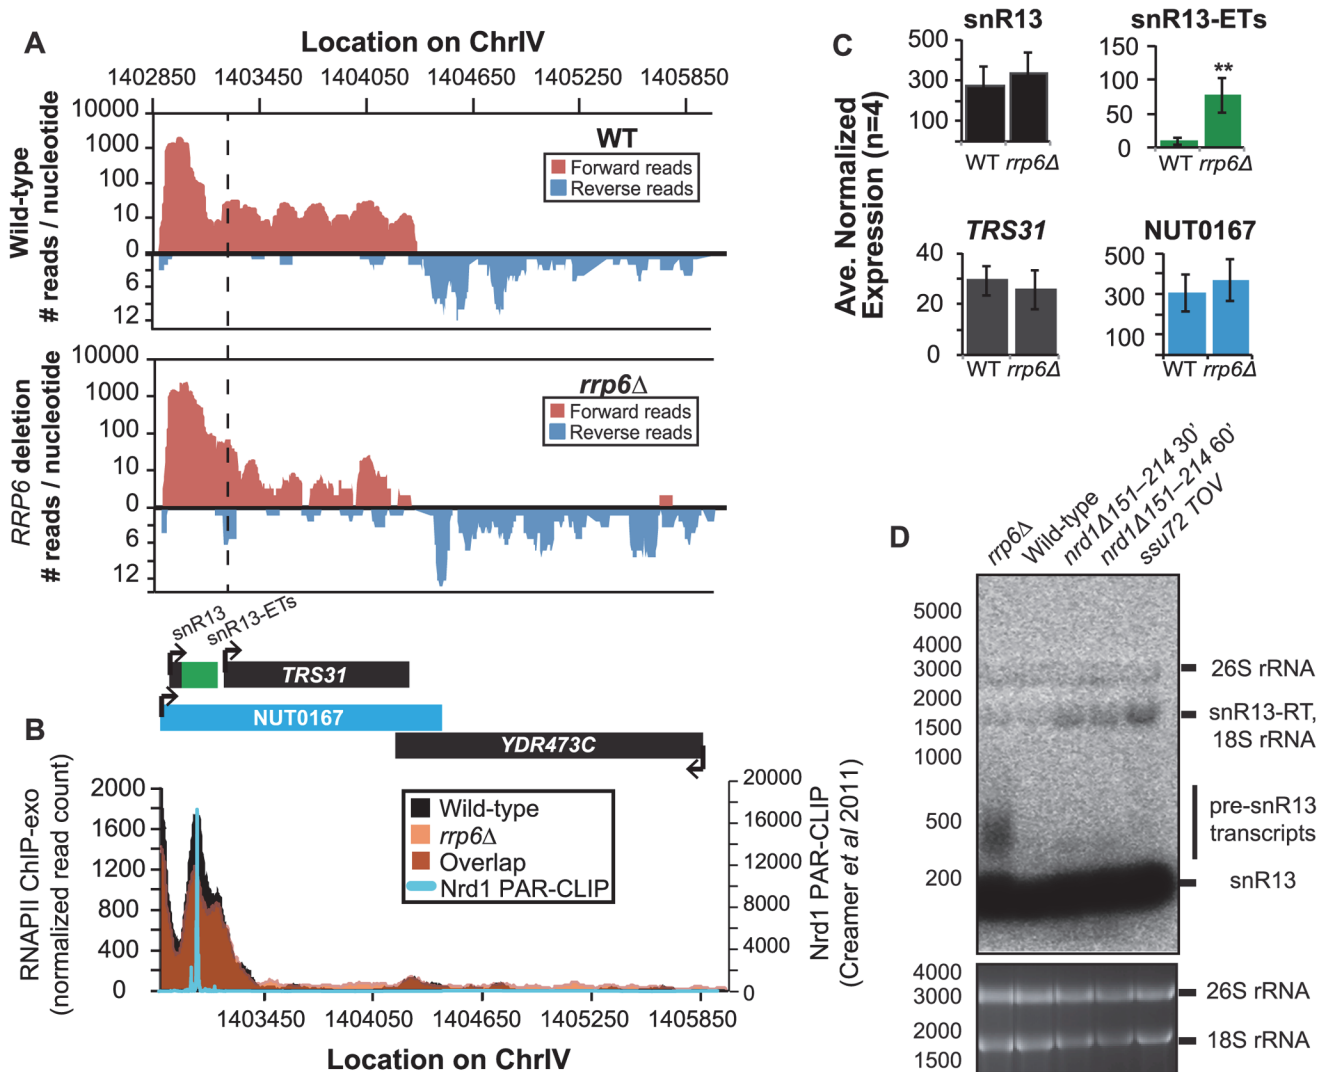 A
Location on ChrIV
1402850 1403450 1404050 1404650 1405250 1405850
Wild-type
# reads / nucleotide
10000
1000
100
10
0
6
12
WT
Forward reads
Reverse reads
RRP6 deletion
# reads / nucleotide
10000
1000
100
10
0
6
12
rrp6Δ
Forward reads
Reverse reads
snR13
snR13-ETs
TRS31
NUT0167
YDR473C
B
RNAPII ChIP-exo
(normalized read count)
2000
1600
1200
800
400
0
Wild-type
rrp6Δ
Overlap
Nrd1 PAR-CLIP
20000
16000
12000
8000
4000
0
Nrd1 PAR-CLIP
(Creamer et al 2011)
1403450 1404050 1404650 1405250 1405850
Location on ChrIV
C
Ave. Normalized
Expression (n=4)
snR13
500
300
100
WT rrp6Δ
snR13-ETs
150
100
50
0
**
WT rrp6Δ
TRS31
40
20
0
WT rrp6Δ
NUT0167
500
300
100
WT rrp6Δ
D
rrp6Δ
Wild-type
nrd1Δ151–214 30'
nrd1Δ151–214 60'
ssu72 TOV
5000
4000
3000
2000
1500
1000
500
200
26S rRNA
snR13-RT,
18S rRNA
pre-snR13
transcripts
snR13
4000
3000
2000
1500
26S rRNA
18S rRNA